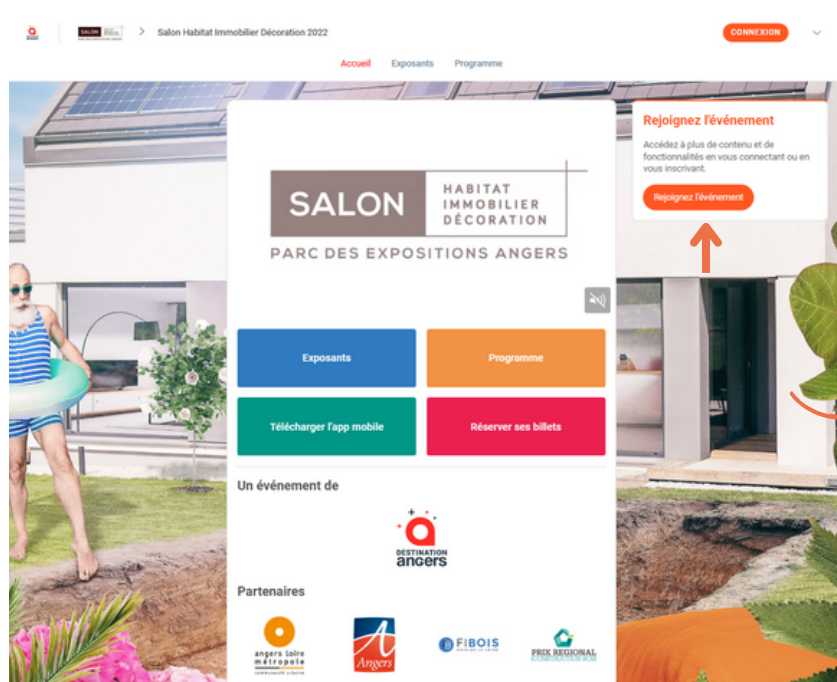 Salon Habitat Immobilier Décoration 2022
CONNEXION
Accueil
Exposants
Programme
Rejoignez l'événement
Accédez à plus de contenu et de
fonctionnalités en vous connectant ou en
vous inscrivant.
Rejoignez l'événement
SALON
HABITAT
IMMOBILIER
DÉCORATION
PARC DES EXPOSITIONS ANGERS
Exposants
Programme
Télécharger l'app mobile
Réserver ses billets
Un événement de
DESTINATION
angers
Partenaires
angers Loire
métropole
communauté urbaine
Angers
FIBOIS
PRIX REGIONAL